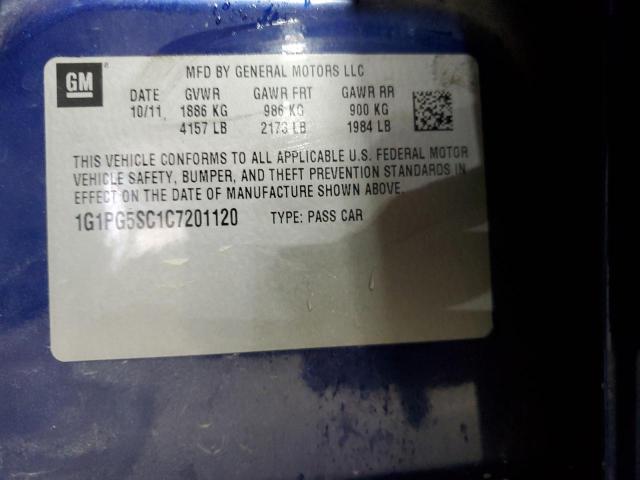 GM
MFD BY GENERAL MOTORS LLC
DATE GVWR GAWR FRT GAWR RR
10/11 1886 KG 986 KG 900 KG
4157 LB 2173 LB 1984 LB
THIS VEHICLE CONFORMS TO ALL APPLICABLE U.S. FEDERAL MOTOR
VEHICLE SAFETY, BUMPER, AND THEFT PREVENTION STANDARDS IN
EFFECT ON THE DATE OF MANUFACTURE SHOWN ABOVE.
1G1PG5SC1C7201120 TYPE: PASS CAR